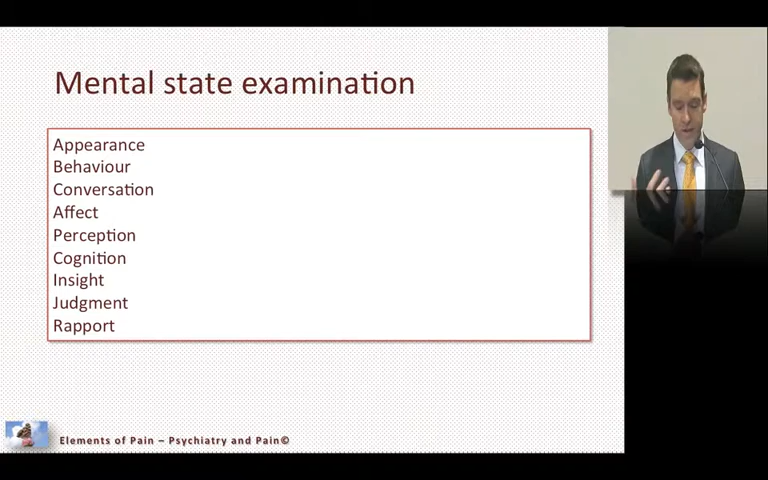 Mental state examination
Appearance
Behaviour
Conversation
Affect
Perception
Cognition
Insight
Judgment
Rapport
Elements of Pain – Psychiatry and Pain©